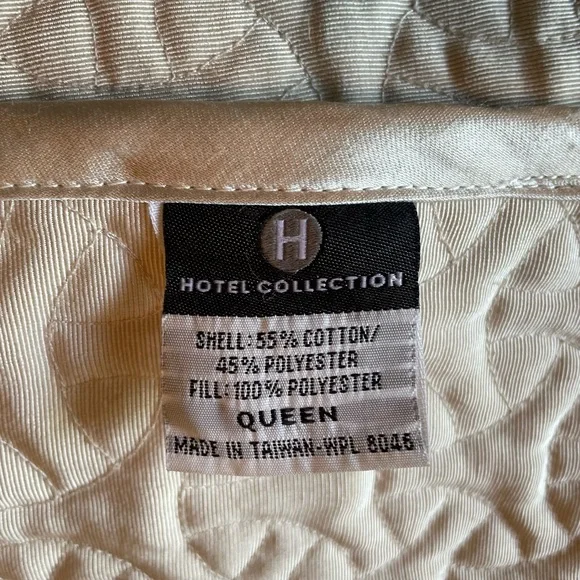 H
HOTEL COLLECTION
SHELL: 55% COTTON/
45% POLYESTER
FILL: 100% POLYESTER
QUEEN
MADE IN TAIWAN-WPL 8046